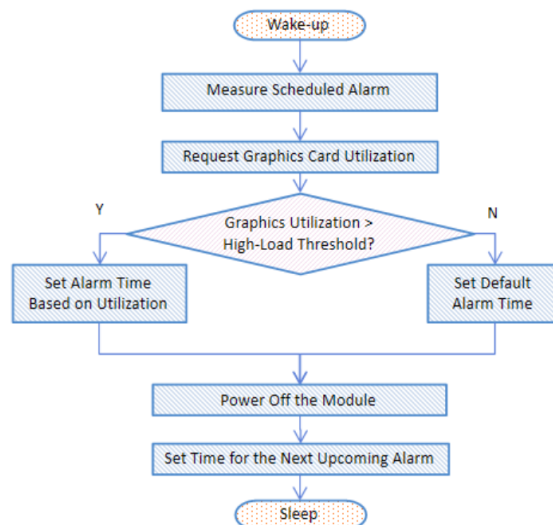 Wake-up
Measure Scheduled Alarm
Request Graphics Card Utilization
Y
N
Graphics Utilization >
High-Load Threshold?
Set Alarm Time
Based on Utilization
Set Default
Alarm Time
Power Off the Module
Set Time for the Next Upcoming Alarm
Sleep